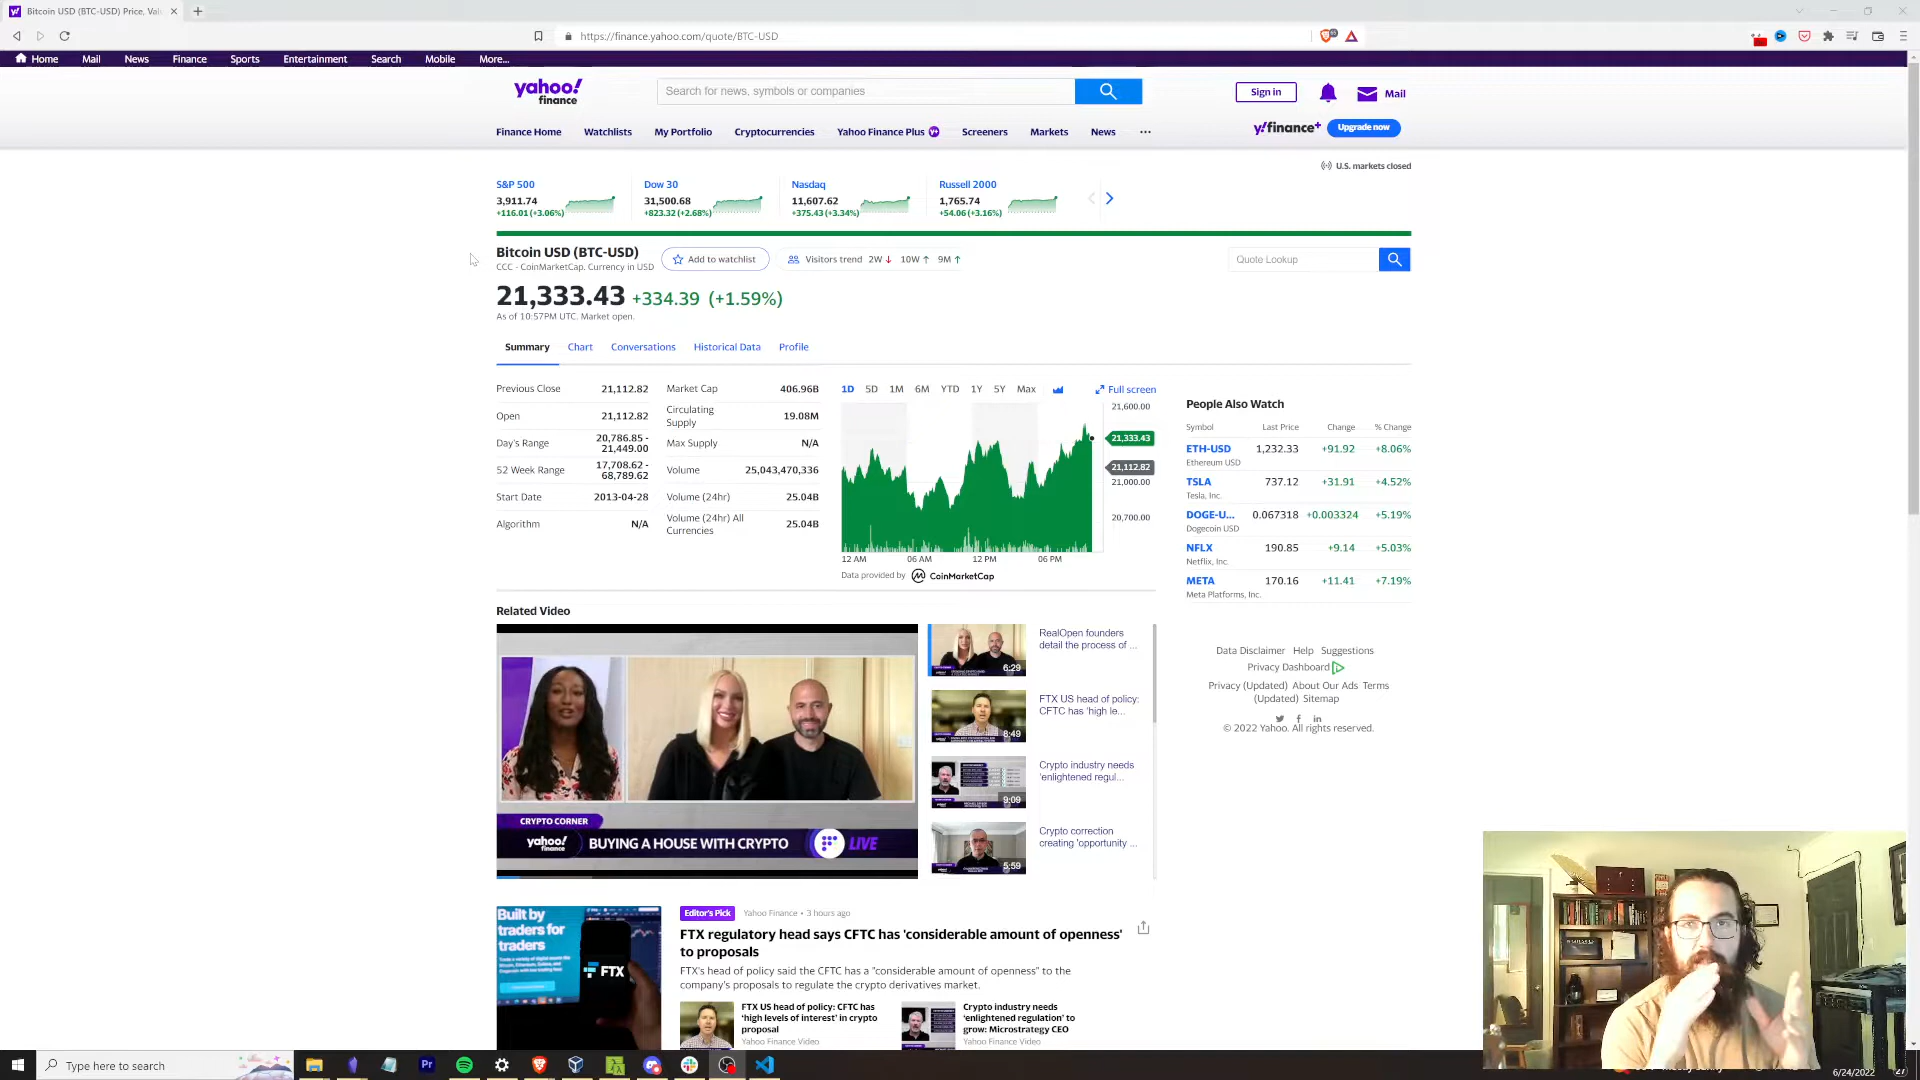 Bitcoin USD (BTC-USD) Price, Val
https://finance.yahoo.com/quote/BTC-USD
Home Mail News Finance Sports Entertainment Search Mobile More...
yahoo!
finance
Search for news, symbols or companies
Sign in
Mail
Finance Home Watchlists My Portfolio Cryptocurrencies Yahoo Finance Plus Screeners Markets News ...
y!finance+ Upgrade now
U.S. markets closed
S&P 500
3,911.74
+116.01 (+3.06%)
Dow 30
31,500.68
+823.32 (+2.68%)
Nasdaq
11,607.62
+375.43 (+3.34%)
Russell 2000
1,765.74
+54.06 (+3.16%)
Bitcoin USD (BTC-USD)
CCC - CoinMarketCap. Currency in USD
Add to watchlist
Visitors trend 2W ↓ 10W ↑ 9M ↑
Quote Lookup
21,333.43 +334.39 (+1.59%)
As of 10:57PM UTC. Market open.
Summary Chart Conversations Historical Data Profile
Previous Close 21,112.82
Open 21,112.82
Day's Range 20,786.85 -
21,449.00
52 Week Range 17,708.62 -
68,789.62
Start Date 2013-04-28
Algorithm N/A
Market Cap 406.96B
Circulating
Supply 19.08M
Max Supply N/A
Volume 25,043,470,336
Volume (24hr) 25.04B
Volume (24hr) All
Currencies 25.04B
1D 5D 1M 6M YTD 1Y 5Y Max
Full screen
21,600.00
21,333.43
21,112.82
21,000.00
20,700.00
12 AM 06 AM 12 PM 06 PM
Data provided by CoinMarketCap
People Also Watch
Symbol Last Price Change % Change
ETH-USD 1,232.33 +91.92 +8.06%
Ethereum USD
TSLA 737.12 +31.91 +4.52%
Tesla, Inc.
DOGE-U... 0.067318 +0.003324 +5.19%
Dogecoin USD
NFLX 190.85 +9.14 +5.03%
Netflix, Inc.
META 170.16 +11.41 +7.19%
Meta Platforms, Inc.
Data Disclaimer Help Suggestions
Privacy Dashboard
Privacy (Updated) About Our Ads Terms
(Updated) Sitemap
© 2022 Yahoo. All rights reserved.
Related Video
CRYPTO CORNER
yahoo!
finance
BUYING A HOUSE WITH CRYPTO
LIVE
6:29
RealOpen founders
detail the process of ...
8:49
FTX US head of policy:
CFTC has 'high le...
9:09
Crypto industry needs
'enlightened regul...
5:59
Crypto correction
creating 'opportunity ...
Built by
traders for
traders
FTX
Editor's Pick Yahoo Finance • 3 hours ago
FTX regulatory head says CFTC has 'considerable amount of openness'
to proposals
FTX's head of policy said the CFTC has a "considerable amount of openness" to the
company's proposals to regulate the crypto derivatives market.
FTX US head of policy: CFTC has
'high levels of interest' in crypto
proposal
Yahoo Finance Video
Crypto industry needs
'enlightened regulation' to
grow: Microstrategy CEO
Yahoo Finance Video
Type here to search
Pr
6/24/2022
27